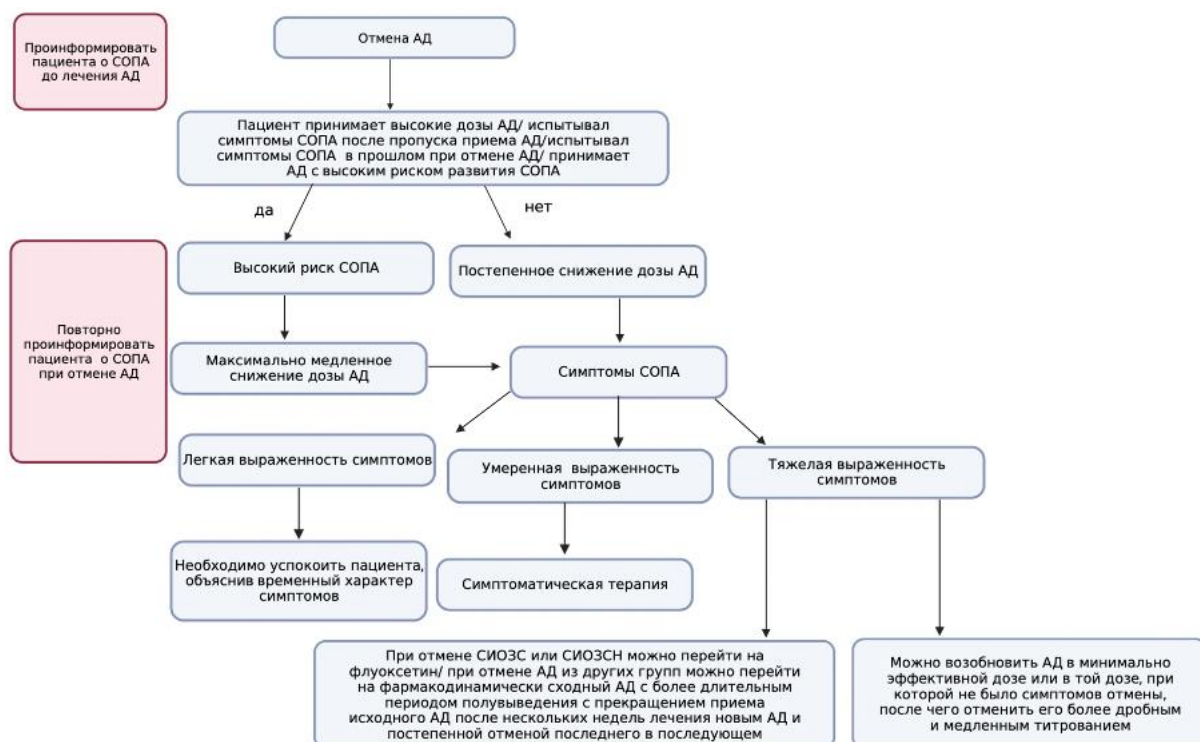 Проинформировать
пациента о СОПА
до лечения АД
Отмена АД
Пациент принимает высокие дозы АД/ испытывал
симптомы СОПА после пропуска приема АД/испытывал
симптомы СОПА в прошлом при отмене АД/ принимает
АД с высоким риском развития СОПА
да
нет
Повторно
проинформировать
пациента о СОПА
при отмене АД
Высокий риск СОПА
Постепенное снижение дозы АД
Максимально медленное
снижение дозы АД
Симптомы СОПА
Легкая выраженность симптомов
Умеренная выраженность
симптомов
Тяжелая выраженность
симптомов
Необходимо успокоить пациента,
объяснив временный характер
симптомов
Симптоматическая терапия
При отмене СИОЗС или СИОЗСН можно перейти на
флуоксетин/ при отмене АД из других групп можно перейти
на фармакодинамически сходный АД с более длительным
периодом полувыведения с прекращением приема
исходного АД после нескольких недель лечения новым АД и
постепенной отменой последнего в последующем
Можно возобновить АД в минимально
эффективной дозе или в той дозе, при
которой не было симптомов отмены,
после чего отменить его более дробным
и медленным титрованием